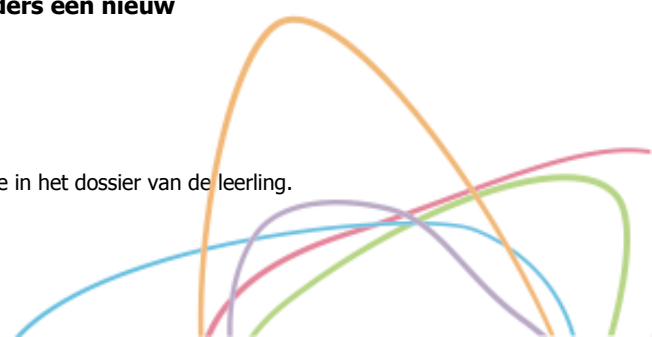 ders een nieuw
e in het dossier van de leerling.